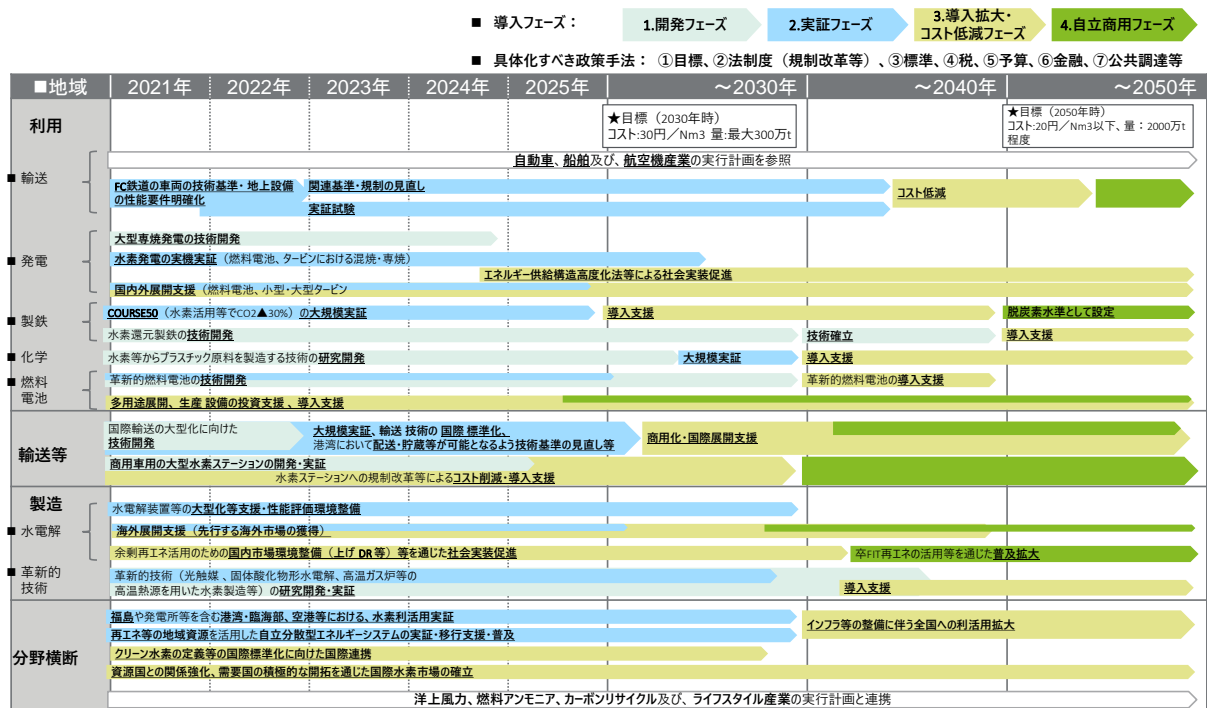 ■ 導入フェーズ：
1.開発フェーズ
2.実証フェーズ
3.導入拡大・
コスト低減フェーズ
4.自立商用フェーズ
■ 具体化すべき政策手法： ①目標、②法制度（規制改革等）、③標準、④税、⑤予算、⑥金融、⑦公共調達等
■地域 2021年 2022年 2023年 2024年 2025年 ～2030年 ～2040年 ～2050年
利用
★目標（2030年時）
コスト:30円／Nm3 量:最大300万t
★目標（2050年時）
コスト:20円／Nm3以下、量：2000万t
程度
自動車、船舶及び、航空機産業の実行計画を参照
■ 輸送
FC鉄道の車両の技術基準・地上設備
の性能要件明確化
関連基準・規制の見直し
実証試験
コスト低減
■ 発電
大型専焼発電の技術開発
水素発電の実機実証（燃料電池、タービンにおける混焼・専焼）
エネルギー供給構造高度化法等による社会実装促進
国内外展開支援（燃料電池、小型・大型タービン
■ 製鉄
COURSE50（水素活用等でCO2▲30%）の大規模実証
導入支援
脱炭素水準として設定
水素還元製鉄の技術開発
技術確立
導入支援
■ 化学
水素等からプラスチック原料を製造する技術の研究開発
大規模実証
導入支援
■ 燃料
電池
革新的燃料電池の技術開発
革新的燃料電池の導入支援
多用途展開、生産 設備の投資支援 、導入支援
輸送等
国際輸送の大型化に向けた
技術開発
大規模実証、輸送 技術の 国際 標準化、
港湾において配送・貯蔵等が可能となるよう技術基準の見直し等
商用化・国際展開支援
商用車用の大型水素ステーションの開発・実証
水素ステーションへの規制改革等によるコスト削減・導入支援
製造
■ 水電解
水電解装置等の大型化等支援・性能評価環境整備
海外展開支援（先行する海外市場の獲得）
余剰再エネ活用のための国内市場環境整備（上げ DR 等）等を通じた社会実装促進
卒FIT再エネの活用等を通じた普及拡大
■ 革新的
技術
革新的技術（光触媒 、固体酸化物形水電解、高温ガス炉等の
高温熱源を用いた水素製造等）の研究開発・実証
導入支援
分野横断
福島や発電所等を含む港湾・臨海部、空港等における、水素利活用実証
再エネ等の地域資源を活用した自立分散型エネルギーシステムの実証・移行支援・普及
インフラ等の整備に伴う全国への利活用拡大
クリーン水素の定義等の国際標準化に向けた国際連携
資源国との関係強化、需要国の積極的な開拓を通じた国際水素市場の確立
洋上風力、燃料アンモニア、カーボンリサイクル及び、ライフスタイル産業の実行計画と連携